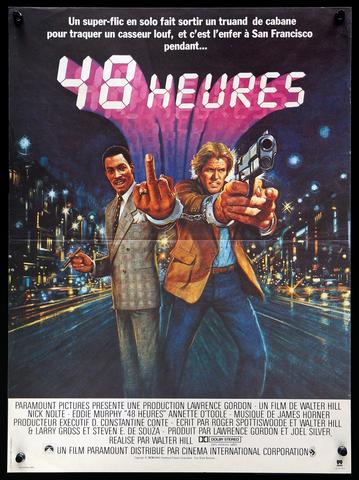 Un super-flic en solo fait sortir un truand de cabane
pour traquer un casseur louf, et c'est l'enfer à San Francisco
pendant...
48 HEURES
PARAMOUNT PICTURES PRESENTE UNE PRODUCTION LAWRENCE GORDON · UN FILM DE WALTER HILL
NICK NOLTE · EDDIE MURPHY "48 HEURES" ANNETTE O'TOOLE · MUSIQUE DE JAMES HORNER
PRODUCTEUR EXECUTIF D. CONSTANTINE CONTE · ECRIT PAR ROGER SPOTTISWOODE ET WALTER HILL
& LARRY GROSS ET STEVEN E. DE SOUZA · PRODUIT PAR LAWRENCE GORDON ET JOEL SILVER
REALISE PAR WALTER HILL DOLBY STEREO
UN FILM PARAMOUNT DISTRIBUE PAR CINEMA INTERNATIONAL CORPORATION